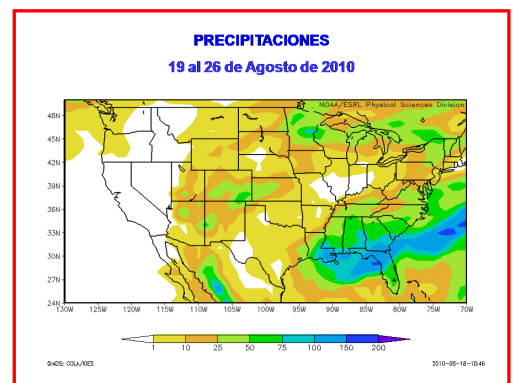 PRECIPITACIONES
19 al 26 de Agosto de 2010
NOAA/ESRL Physical Sciences Division
48N
45N
42N
39N
36N
33N
30N
27N
24N
130W 125W 120W 115W 110W 105W 100W 95W 90W 85W 80W 75W 70W
1 10 25 50 75 100 150 200
GrADS: COLA/IGES 2010-08-18-10:46